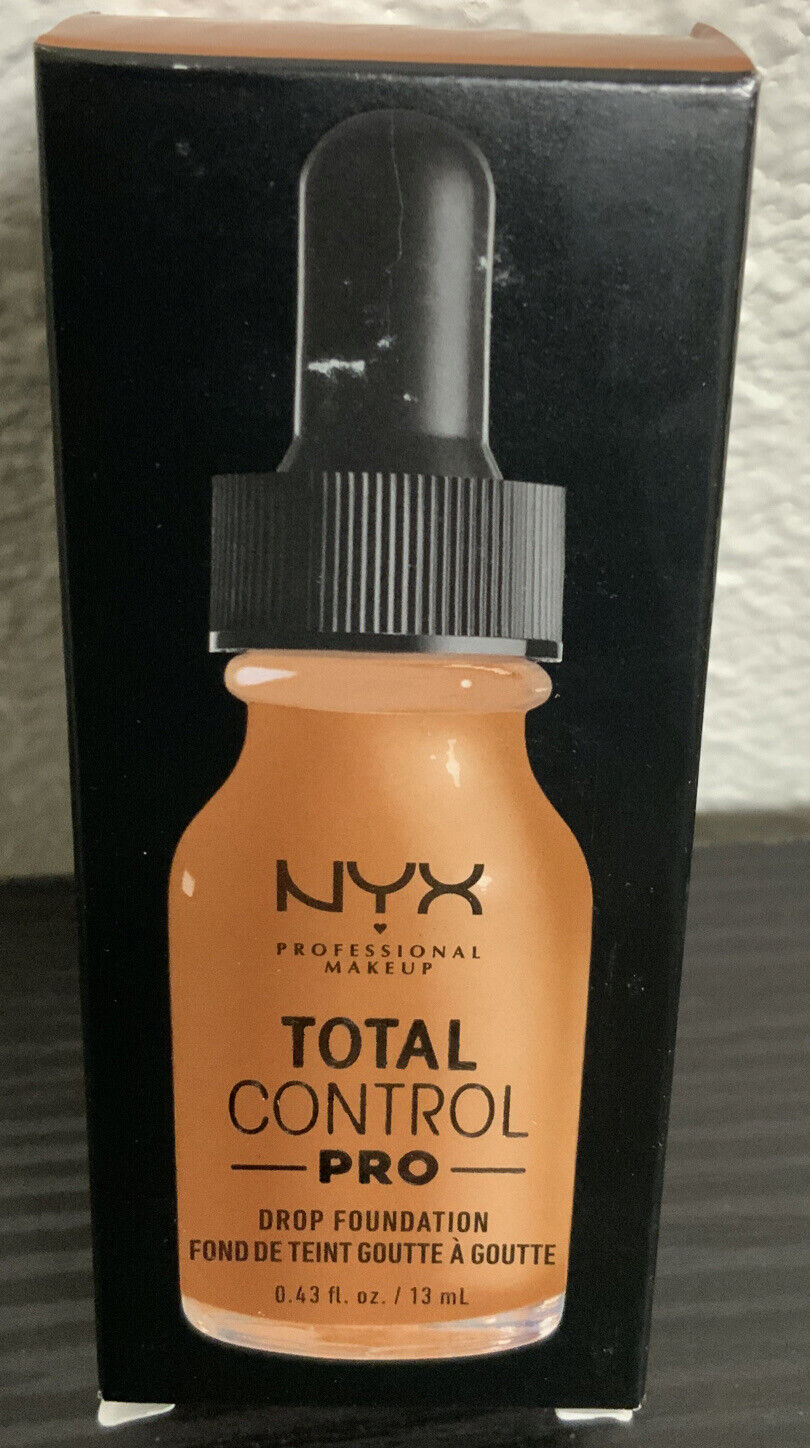 NYX
PROFESSIONAL
MAKEUP
TOTAL
CONTROL
PRO
DROP FOUNDATION
FOND DE TEINT GOUTTE À GOUTTE
0.43 fl. oz. / 13 mL